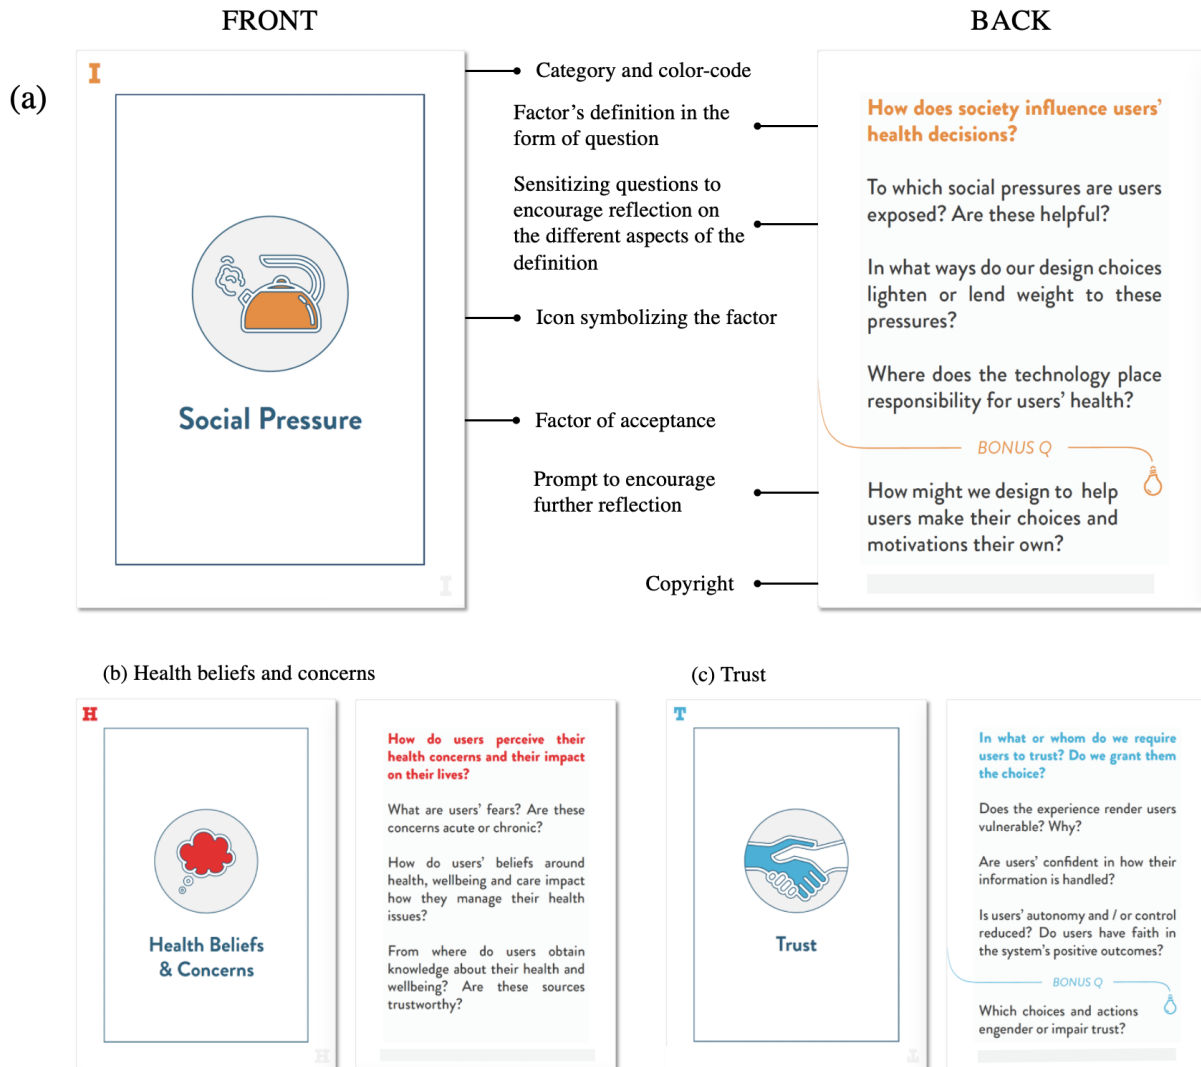 FRONT
BACK
(a)
I
Social Pressure
I
Category and color-code
Factor’s definition in the
form of question
Sensitizing questions to
encourage reflection on
the different aspects of the
definition
Icon symbolizing the factor
Factor of acceptance
Prompt to encourage
further reflection
Copyright
How does society influence users’
health decisions?
To which social pressures are users
exposed? Are these helpful?
In what ways do our design choices
lighten or lend weight to these
pressures?
Where does the technology place
responsibility for users’ health?
BONUS Q
How might we design to help
users make their choices and
motivations their own?
(b) Health beliefs and concerns
H
Health Beliefs
& Concerns
H
How do users perceive their
health concerns and their impact
on their lives?
What are users’ fears? Are these
concerns acute or chronic?
How do users’ beliefs around
health, wellbeing and care impact
how they manage their health
issues?
From where do users obtain
knowledge about their health and
wellbeing? Are these sources
trustworthy?
(c) Trust
T
Trust
T
In what or whom do we require
users to trust? Do we grant them
the choice?
Does the experience render users
vulnerable? Why?
Are users’ confident in how their
information is handled?
Is users’ autonomy and / or control
reduced? Do users have faith in
the system’s positive outcomes?
BONUS Q
Which choices and actions
engender or impair trust?